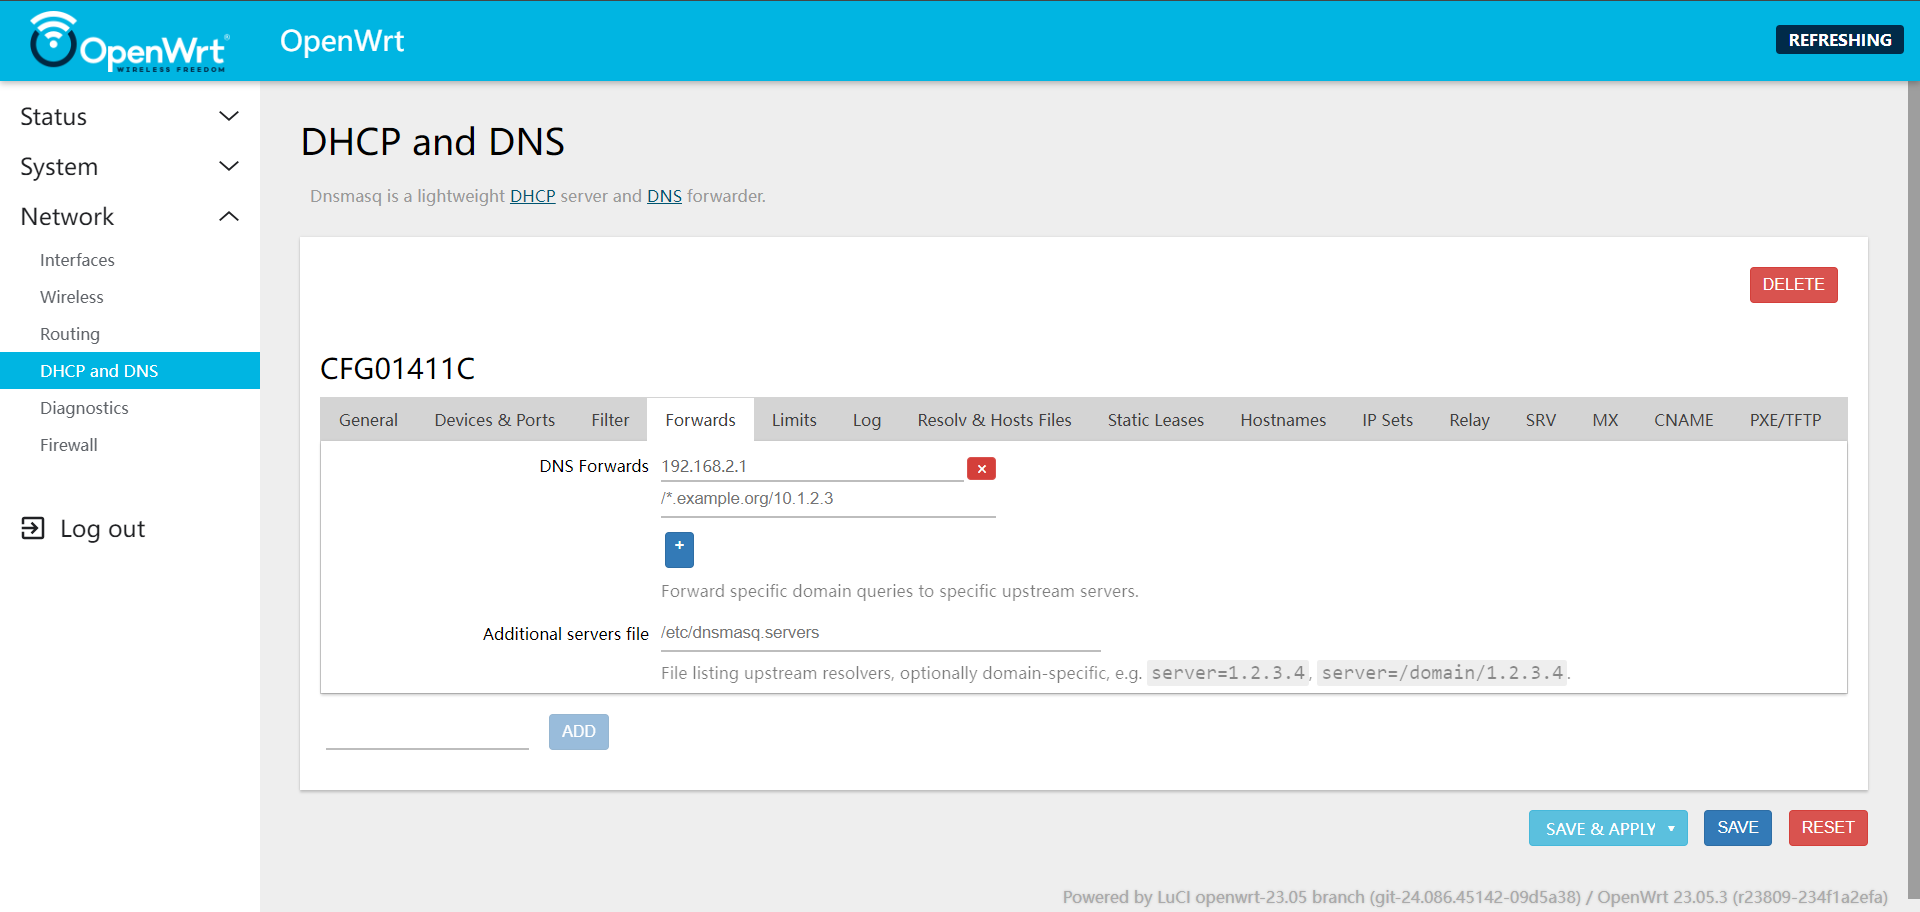 OpenWrt®
WIRELESS FREEDOM
OpenWrt
REFRESHING
Status
System
Network
Interfaces
Wireless
Routing
DHCP and DNS
Diagnostics
Firewall
Log out
DHCP and DNS
Dnsmasq is a lightweight DHCP server and DNS forwarder.
DELETE
CFG01411C
General Devices & Ports Filter Forwards Limits Log Resolv & Hosts Files Static Leases Hostnames IP Sets Relay SRV MX CNAME PXE/TFTP
DNS Forwards 192.168.2.1 ×
/*.example.org/10.1.2.3
+
Forward specific domain queries to specific upstream servers.
Additional servers file /etc/dnsmasq.servers
File listing upstream resolvers, optionally domain-specific, e.g. server=1.2.3.4, server=/domain/1.2.3.4.
ADD
SAVE & APPLY SAVE RESET
Powered by LuCI openwrt-23.05 branch (git-24.086.45142-09d5a38) / OpenWrt 23.05.3 (r23809-234f1a2efa)